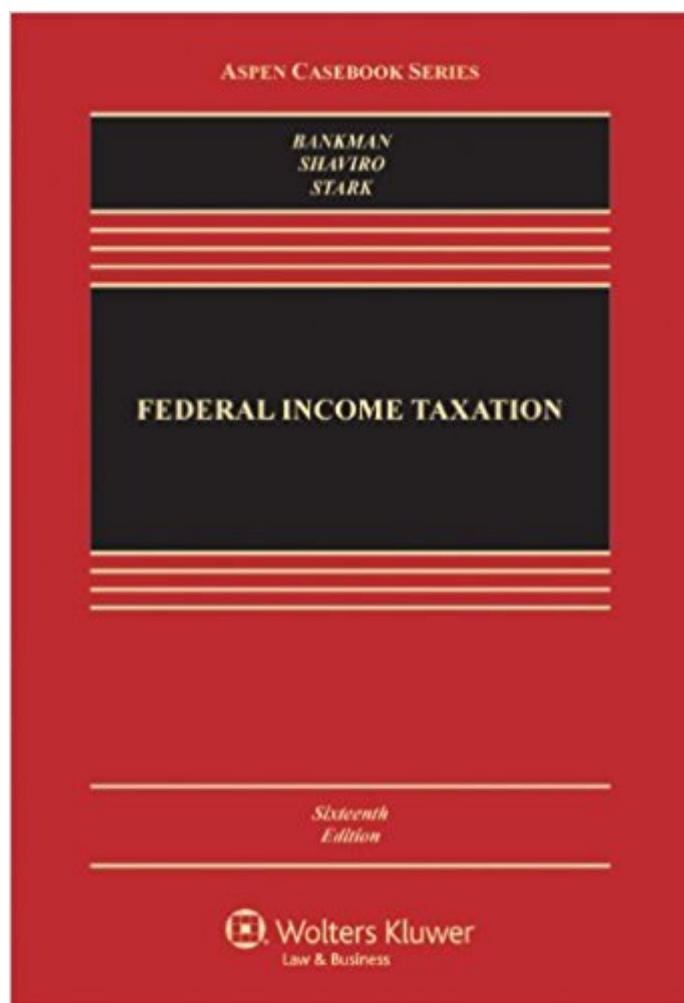 ASPEN CASEBOOK SERIES
BANKMAN
SHAVIRO
STARK
FEDERAL INCOME TAXATION
Sixteenth
Edition
Wolters Kluwer
Law & Business